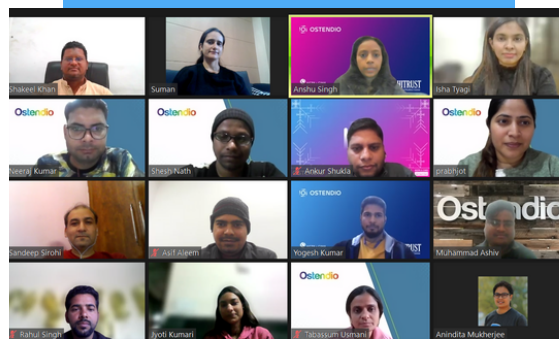 OSTENDIO
Shakeel Khan
Suman
Anshu Singh
Isha Tyagi
Ostendio
Ostendio
Neeraj Kumar
Shesh Nath
Ankur Shukla
prabhjot
OSTENDIO
Ostendio
Sandeep Sirohi
Asif Aleem
Yogesh Kumar
Muhammad Ashiv
Ostendio
Rahul Singh
Jyoti Kumari
Tabassum Usmani
Anindita Mukherjee